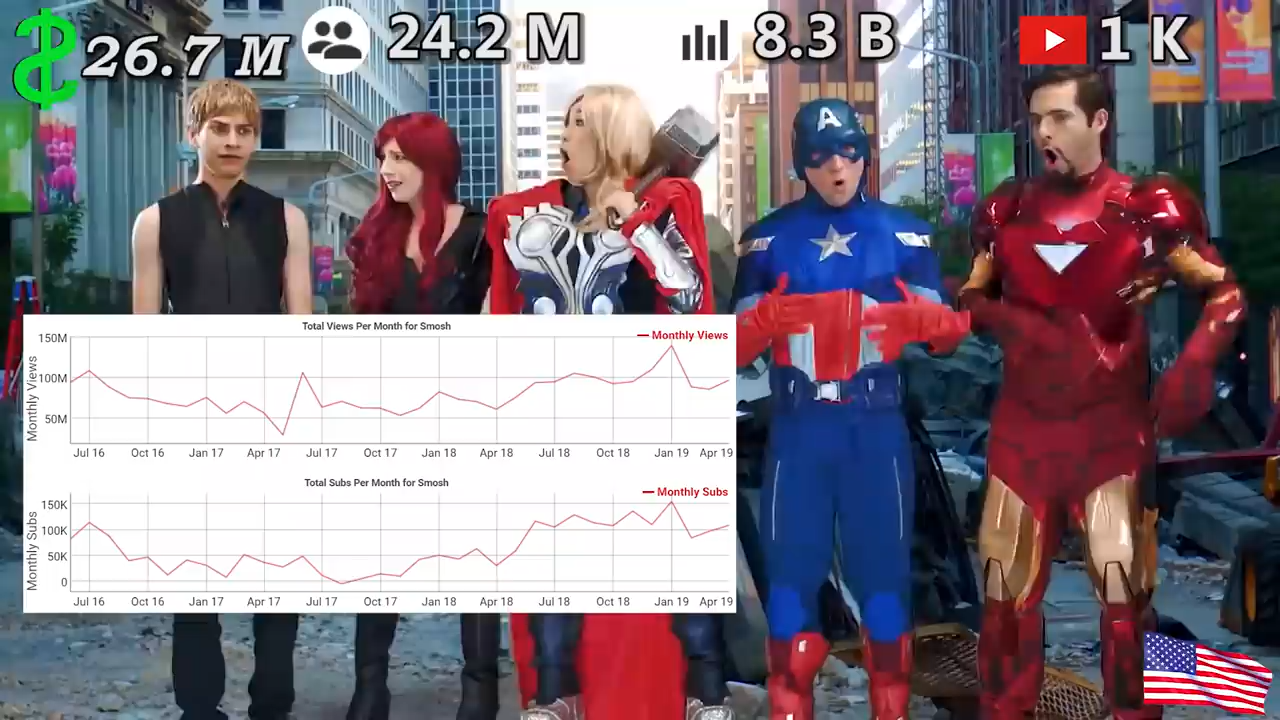 $ 26.7 M
24.2 M
8.3 B
1 K
A
Total Views Per Month for Smosh
Monthly Views
Monthly Views
150M
100M
50M
Jul 16 Oct 16 Jan 17 Apr 17 Jul 17 Oct 17 Jan 18 Apr 18 Jul 18 Oct 18 Jan 19 Apr 19
Total Subs Per Month for Smosh
Monthly Subs
Monthly Subs
150K
100K
50K
0
Jul 16 Oct 16 Jan 17 Apr 17 Jul 17 Oct 17 Jan 18 Apr 18 Jul 18 Oct 18 Jan 19 Apr 19